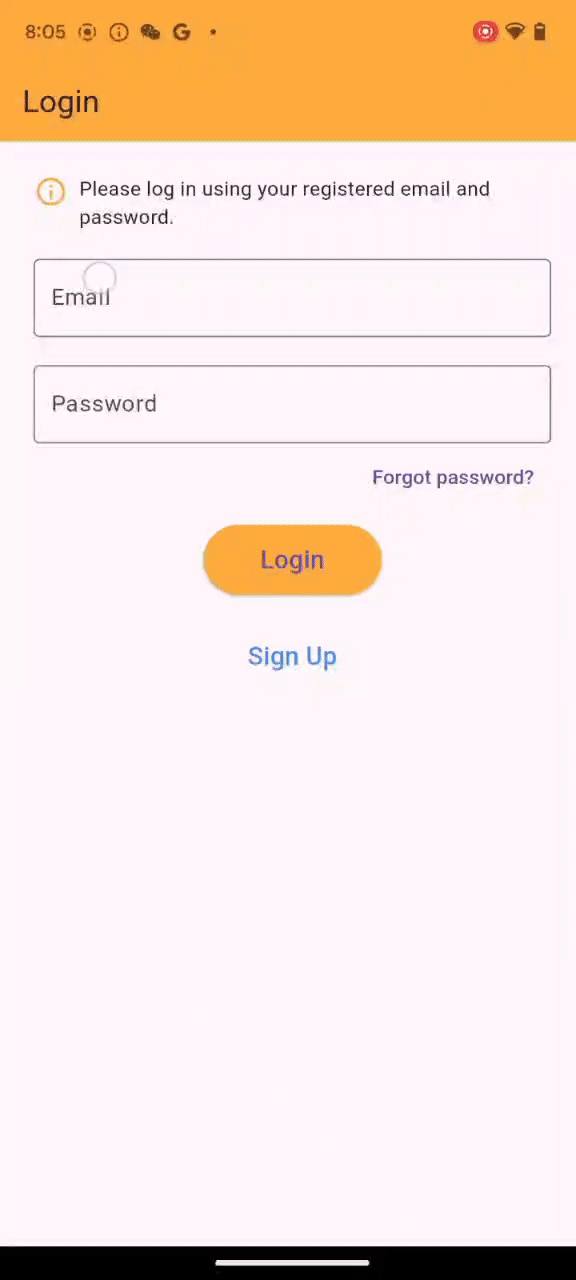 8:05
Login
Please log in using your registered email and
password.
Email
Password
Forgot password?
Login
Sign Up